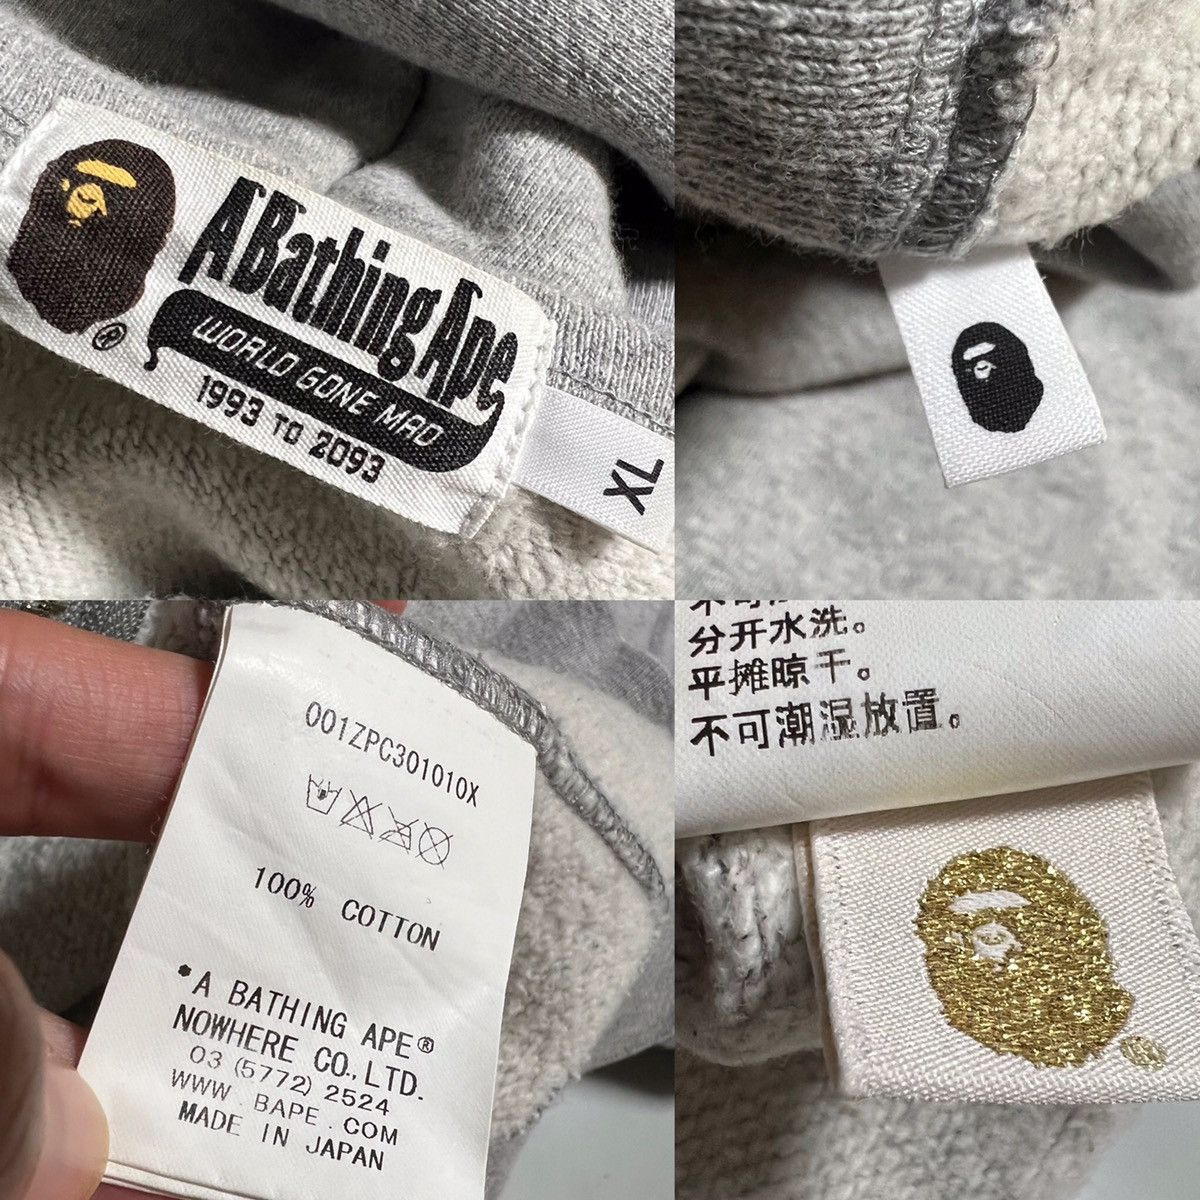 A Bathing Ape
WORLD GONE MAD
1993 TO 2093
®
XL
001ZPC301010X
100% COTTON
*A BATHING APE®
NOWHERE CO., LTD.
03 (5772) 2524
WWW.BAPE.COM
MADE IN JAPAN
分开水洗。
平摊晾干。
不可潮湿放置。